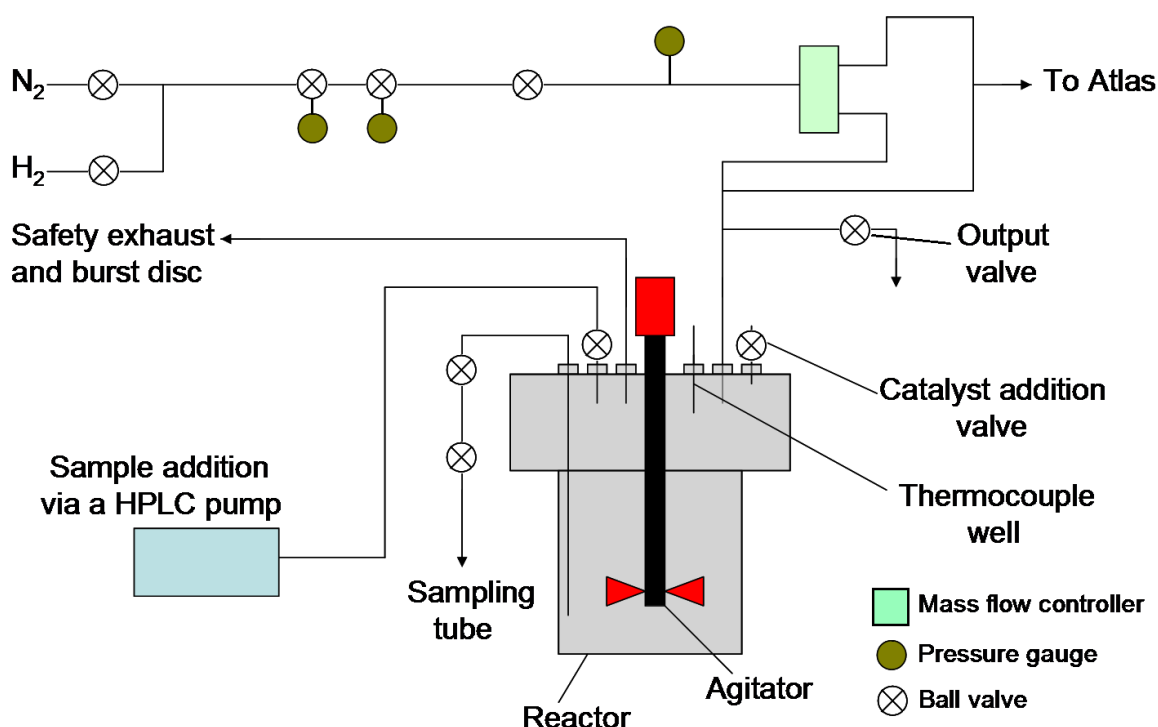 N2
To Atlas
H2
Safety exhaust
and burst disc
Output
valve
Catalyst addition
valve
Sample addition
via a HPLC pump
Thermocouple
well
Sampling
tube
Mass flow controller
Pressure gauge
Agitator
Ball valve
Reactor